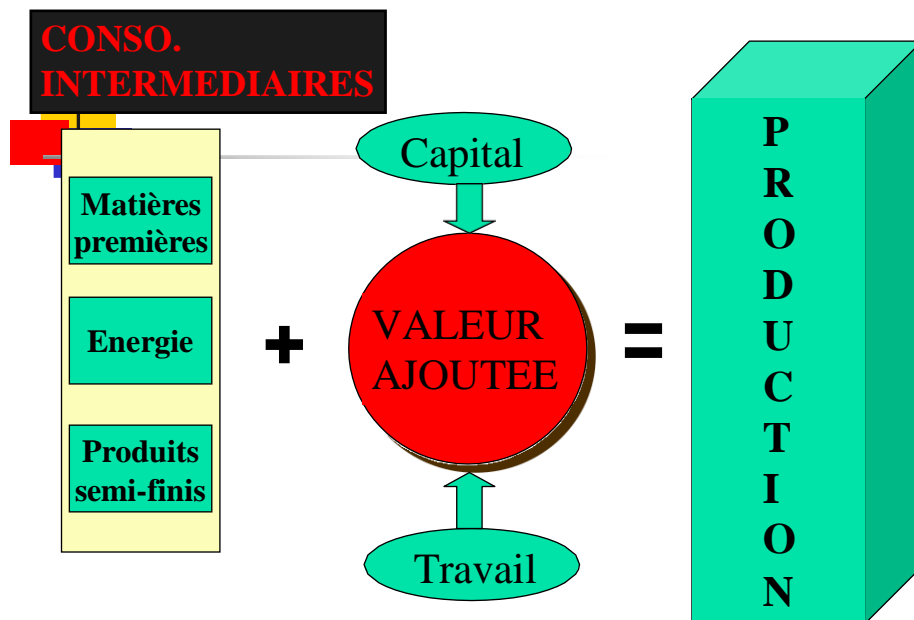 CONSO.
INTERMEDIAIRES
Matières
premières
Energie
Produits
semi-finis
+
Capital
VALEUR
AJOUTEE
Travail
=
P
R
O
D
U
C
T
I
O
N